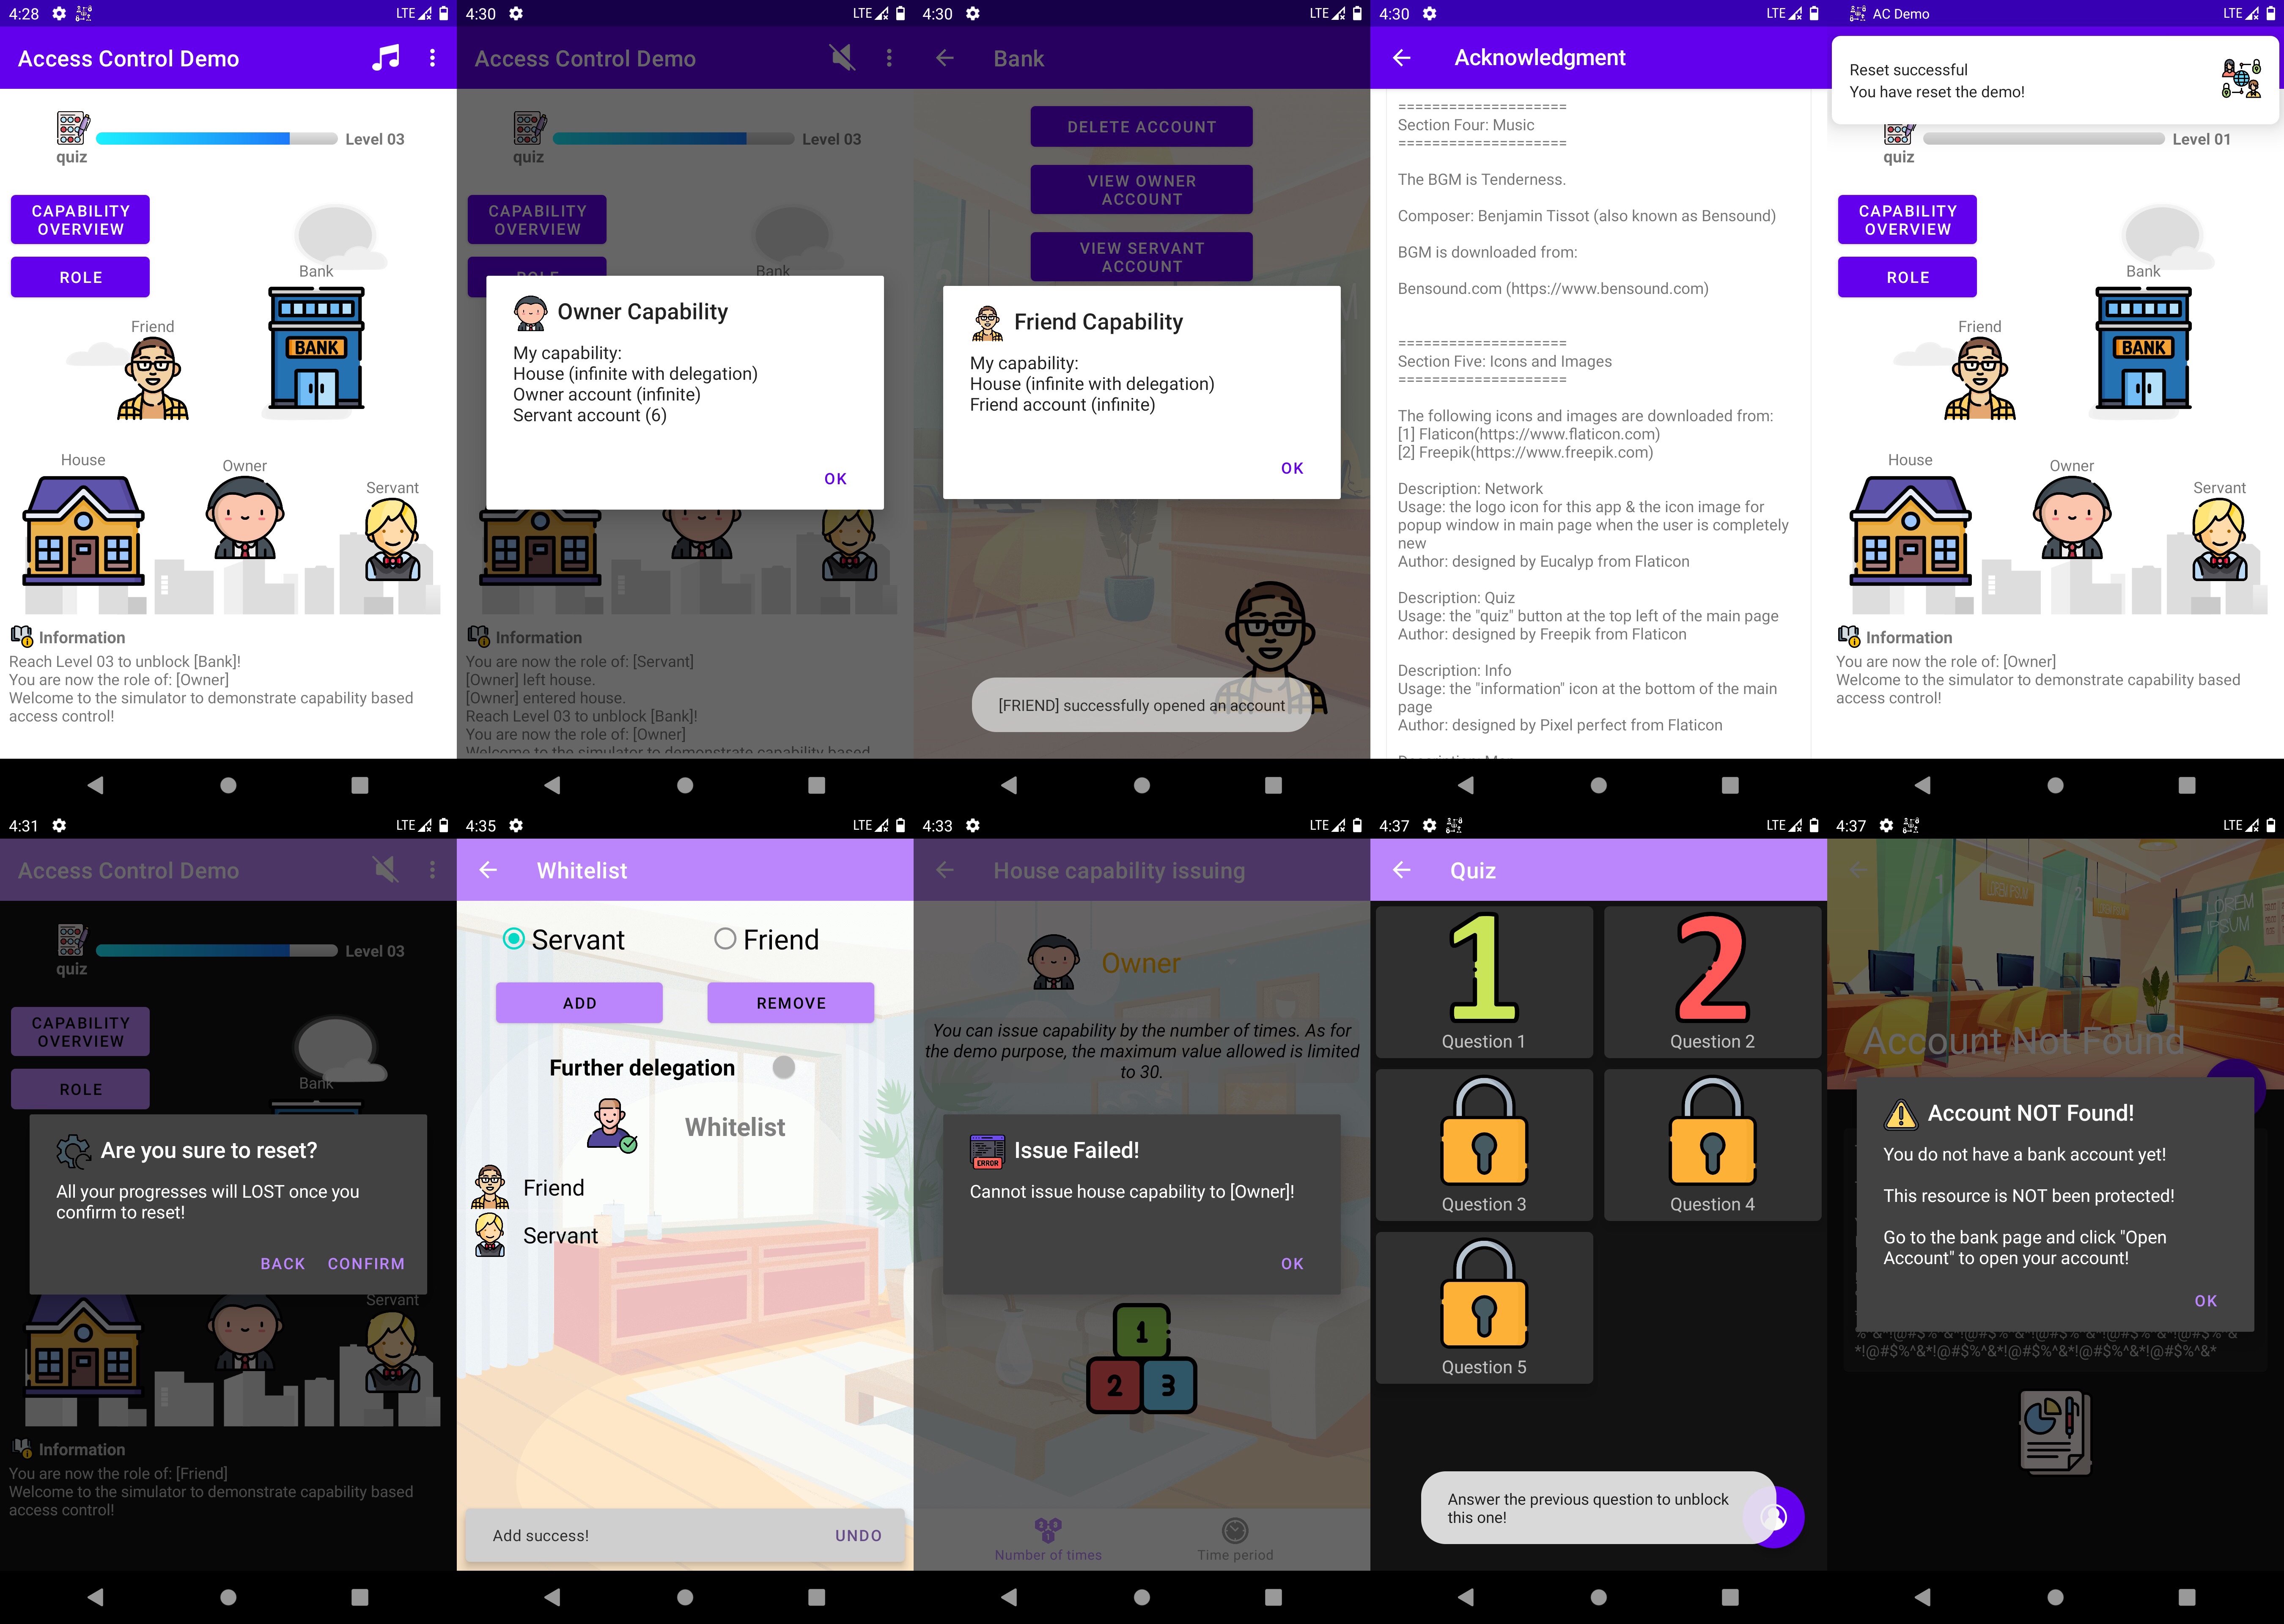 4:28
LTE
Access Control Demo
quiz
Level 03
CAPABILITY
OVERVIEW
ROLE
Bank
BANK
Friend
House
Owner
Servant
Information
Reach Level 03 to unblock [Bank]!
You are now the role of: [Owner]
Welcome to the simulator to demonstrate capability based
access control!
4:30
LTE
Access Control Demo
quiz
Level 03
CAPABILITY
OVERVIEW
ROLE
Bank
Owner Capability
My capability:
House (infinite with delegation)
Owner account (infinite)
Servant account (6)
OK
Information
You are now the role of: [Servant]
[Owner] left house.
[Owner] entered house.
Reach Level 03 to unblock [Bank]!
You are now the role of: [Owner]
Welcome to the simulator to demonstrate capability based
4:30
LTE
Bank
DELETE ACCOUNT
VIEW OWNER
ACCOUNT
VIEW SERVANT
ACCOUNT
Friend Capability
My capability:
House (infinite with delegation)
Friend account (infinite)
OK
[FRIEND] successfully opened an account
4:30
LTE
Acknowledgment
====================
Section Four: Music
====================
The BGM is Tenderness.
Composer: Benjamin Tissot (also known as Bensound)
BGM is downloaded from:
Bensound.com (https://www.bensound.com)
====================
Section Five: Icons and Images
====================
The following icons and images are downloaded from:
[1] Flaticon(https://www.flaticon.com)
[2] Freepik(https://www.freepik.com)
Description: Network
Usage: the logo icon for this app & the icon image for
popup window in main page when the user is completely
new
Author: designed by Eucalyp from Flaticon
Description: Quiz
Usage: the "quiz" button at the top left of the main page
Author: designed by Freepik from Flaticon
Description: Info
Usage: the "information" icon at the bottom of the main
page
Author: designed by Pixel perfect from Flaticon
AC Demo
LTE
Reset successful
You have reset the demo!
quiz
Level 01
CAPABILITY
OVERVIEW
ROLE
Bank
BANK
Friend
House
Owner
Servant
Information
You are now the role of: [Owner]
Welcome to the simulator to demonstrate capability based
access control!
4:31
LTE
Access Control Demo
quiz
Level 03
CAPABILITY
OVERVIEW
ROLE
Bank
Are you sure to reset?
All your progresses will LOST once you
confirm to reset!
BACK
CONFIRM
Servant
Information
You are now the role of: [Friend]
Welcome to the simulator to demonstrate capability based
access control!
4:35
LTE
Whitelist
Servant
Friend
ADD
REMOVE
Further delegation
Whitelist
Friend
Servant
Add success!
UNDO
4:33
LTE
House capability issuing
Owner
You can issue capability by the number of times. As for
the demo purpose, the maximum value allowed is limited
to 30.
ERROR
Issue Failed!
Cannot issue house capability to [Owner]!
OK
1
2 3
Number of times
Time period
4:37
LTE
Quiz
1
2
Question 1
Question 2
Question 3
Question 4
Question 5
Answer the previous question to unblock
this one!
4:37
LTE
1
2
LOREM
IPSUM
Account Not Found
Account NOT Found!
You do not have a bank account yet!
This resource is NOT been protected!
Go to the bank page and click "Open
Account" to open your account!
OK
*!@#$%^&*!@#$%^&*!@#$%^&*!@#$%^&*!@#$%^&*